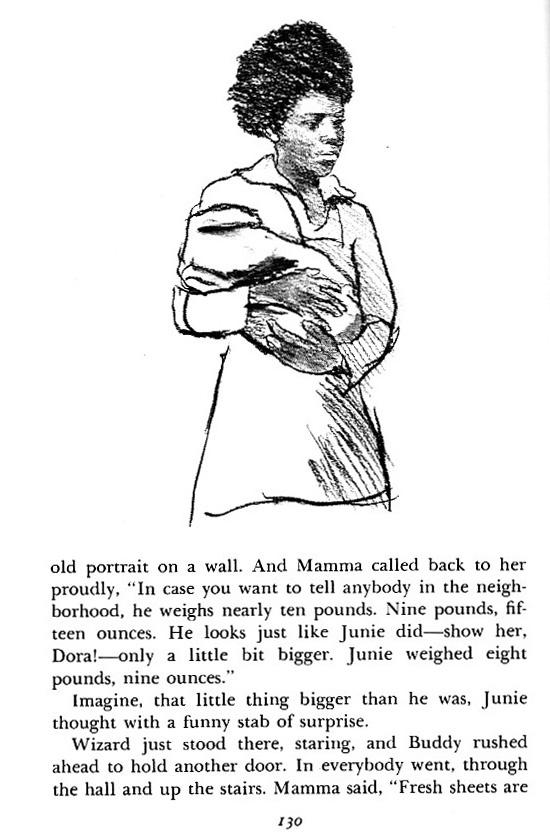 old portrait on a wall. And Mamma called back to her
proudly, “In case you want to tell anybody in the neigh-
borhood, he weighs nearly ten pounds. Nine pounds, fif-
teen ounces. He looks just like Junie did—show her,
Dora!—only a little bit bigger. Junie weighed eight
pounds, nine ounces.”
Imagine, that little thing bigger than he was, Junie
thought with a funny stab of surprise.
Wizard just stood there, staring, and Buddy rushed
ahead to hold another door. In everybody went, through
the hall and up the stairs. Mamma said, “Fresh sheets are
130